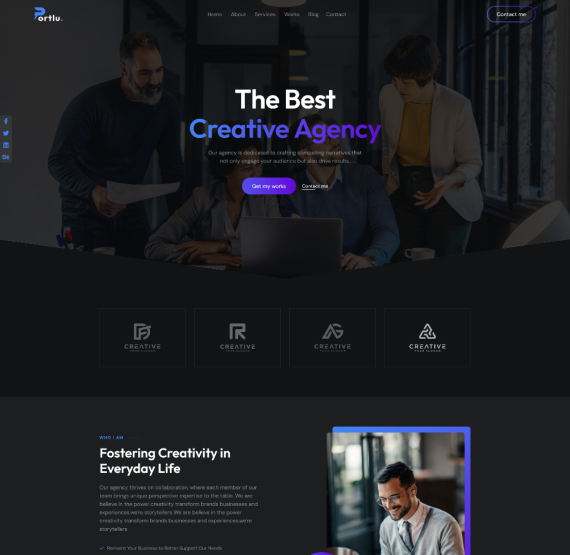 Portlu.
Home About Services Works Blog Contact
Contact me
The Best
Creative Agency
Our agency is dedicated to crafting compelling narratives that
not only engage your audience but also drive results.
Get my works
Contact me
CREATIVE
YOUR SLOGAN
CREATIVE
YOUR SLOGAN
CREATIVE
YOUR SLOGAN
CREATIVE
YOUR SLOGAN
WHO I AM
Fostering Creativity in
Everyday Life
Our agency thrives on collaboration, where each member of our
team brings unique perspective expertise to the table. We are
believe in the power creativity transform brands businesses and
experiences.we're storytellers We are believe in the power
creativity transform brands businesses and experiences.we're
storytellers
Reinvent Your Business to Better Support Our Needs